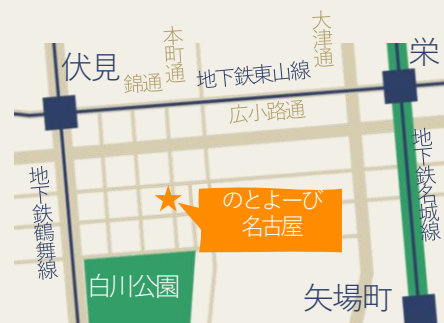 大津通
本町通
栄
伏見
錦通
地下鉄東山線
広小路通
地下鉄名城線
地下鉄鶴舞線
のとよーび
名古屋
白川公園
矢場町